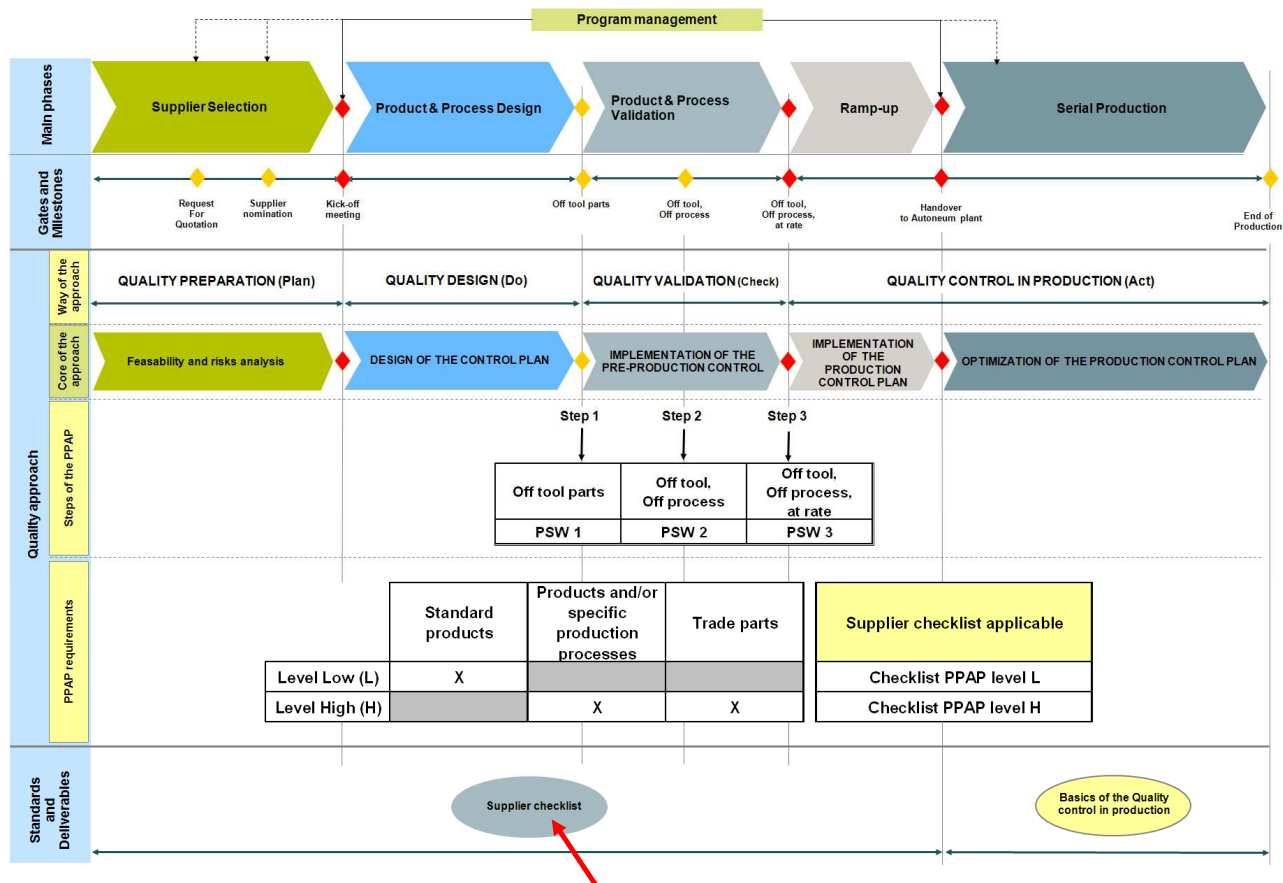 Program management
Main phases
Supplier Selection
Product & Process Design
Product & Process
Validation
Ramp-up
Serial Production
Gates and
MIlestones
Request
For
Quotation
Supplier
nomination
Kick-off
meeting
Off tool parts
Off tool,
Off process
Off tool,
Off process,
at rate
Handover
to Autoneum plant
End of
Production
Quality approach
Way of the
approach
QUALITY PREPARATION (Plan)
QUALITY DESIGN (Do)
QUALITY VALIDATION (Check)
QUALITY CONTROL IN PRODUCTION (Act)
Core of the
approach
Feasability and risks analysis
DESIGN OF THE CONTROL PLAN
IMPLEMENTATION OF THE
PRE-PRODUCTION CONTROL
IMPLEMENTATION
OF THE
PRODUCTION
CONTROL PLAN
OPTIMIZATION OF THE PRODUCTION CONTROL PLAN
Steps of the PPAP
Step 1
Step 2
Step 3
Off tool parts
Off tool,
Off process
Off tool,
Off process,
at rate
PSW 1
PSW 2
PSW 3
PPAP requirements
Standard
products
Products and/or
specific
production
processes
Trade parts
Supplier checklist applicable
Level Low (L)
X
Checklist PPAP level L
Level High (H)
X
X
Checklist PPAP level H
Standards
and
Deliverables
Supplier checklist
Basics of the Quality
control in production